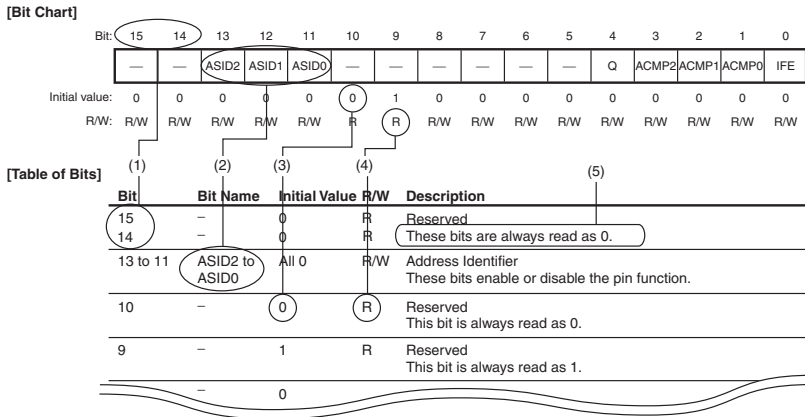 [Bit Chart]
Bit: 15 14 13 12 11 10 9 8 7 6 5 4 3 2 1 0
— — ASID2 ASID1 ASID0 — — — — — — Q ACMP2 ACMP1 ACMP0 IFE
Initial value: 0 0 0 0 0 0 1 0 0 0 0 0 0 0 0 0
R/W: R/W R/W R/W R/W R/W R R R/W R/W R/W R/W R/W R/W R/W R/W R/W
(1) (2) (3) (4) (5)
[Table of Bits]
Bit Bit Name Initial Value R/W Description
15 – 0 R Reserved
14 – 0 R These bits are always read as 0.
13 to 11 ASID2 to All 0 R/W Address Identifier
ASID0 These bits enable or disable the pin function.
10 – 0 R Reserved
This bit is always read as 0.
9 – 1 R Reserved
This bit is always read as 1.
– 0